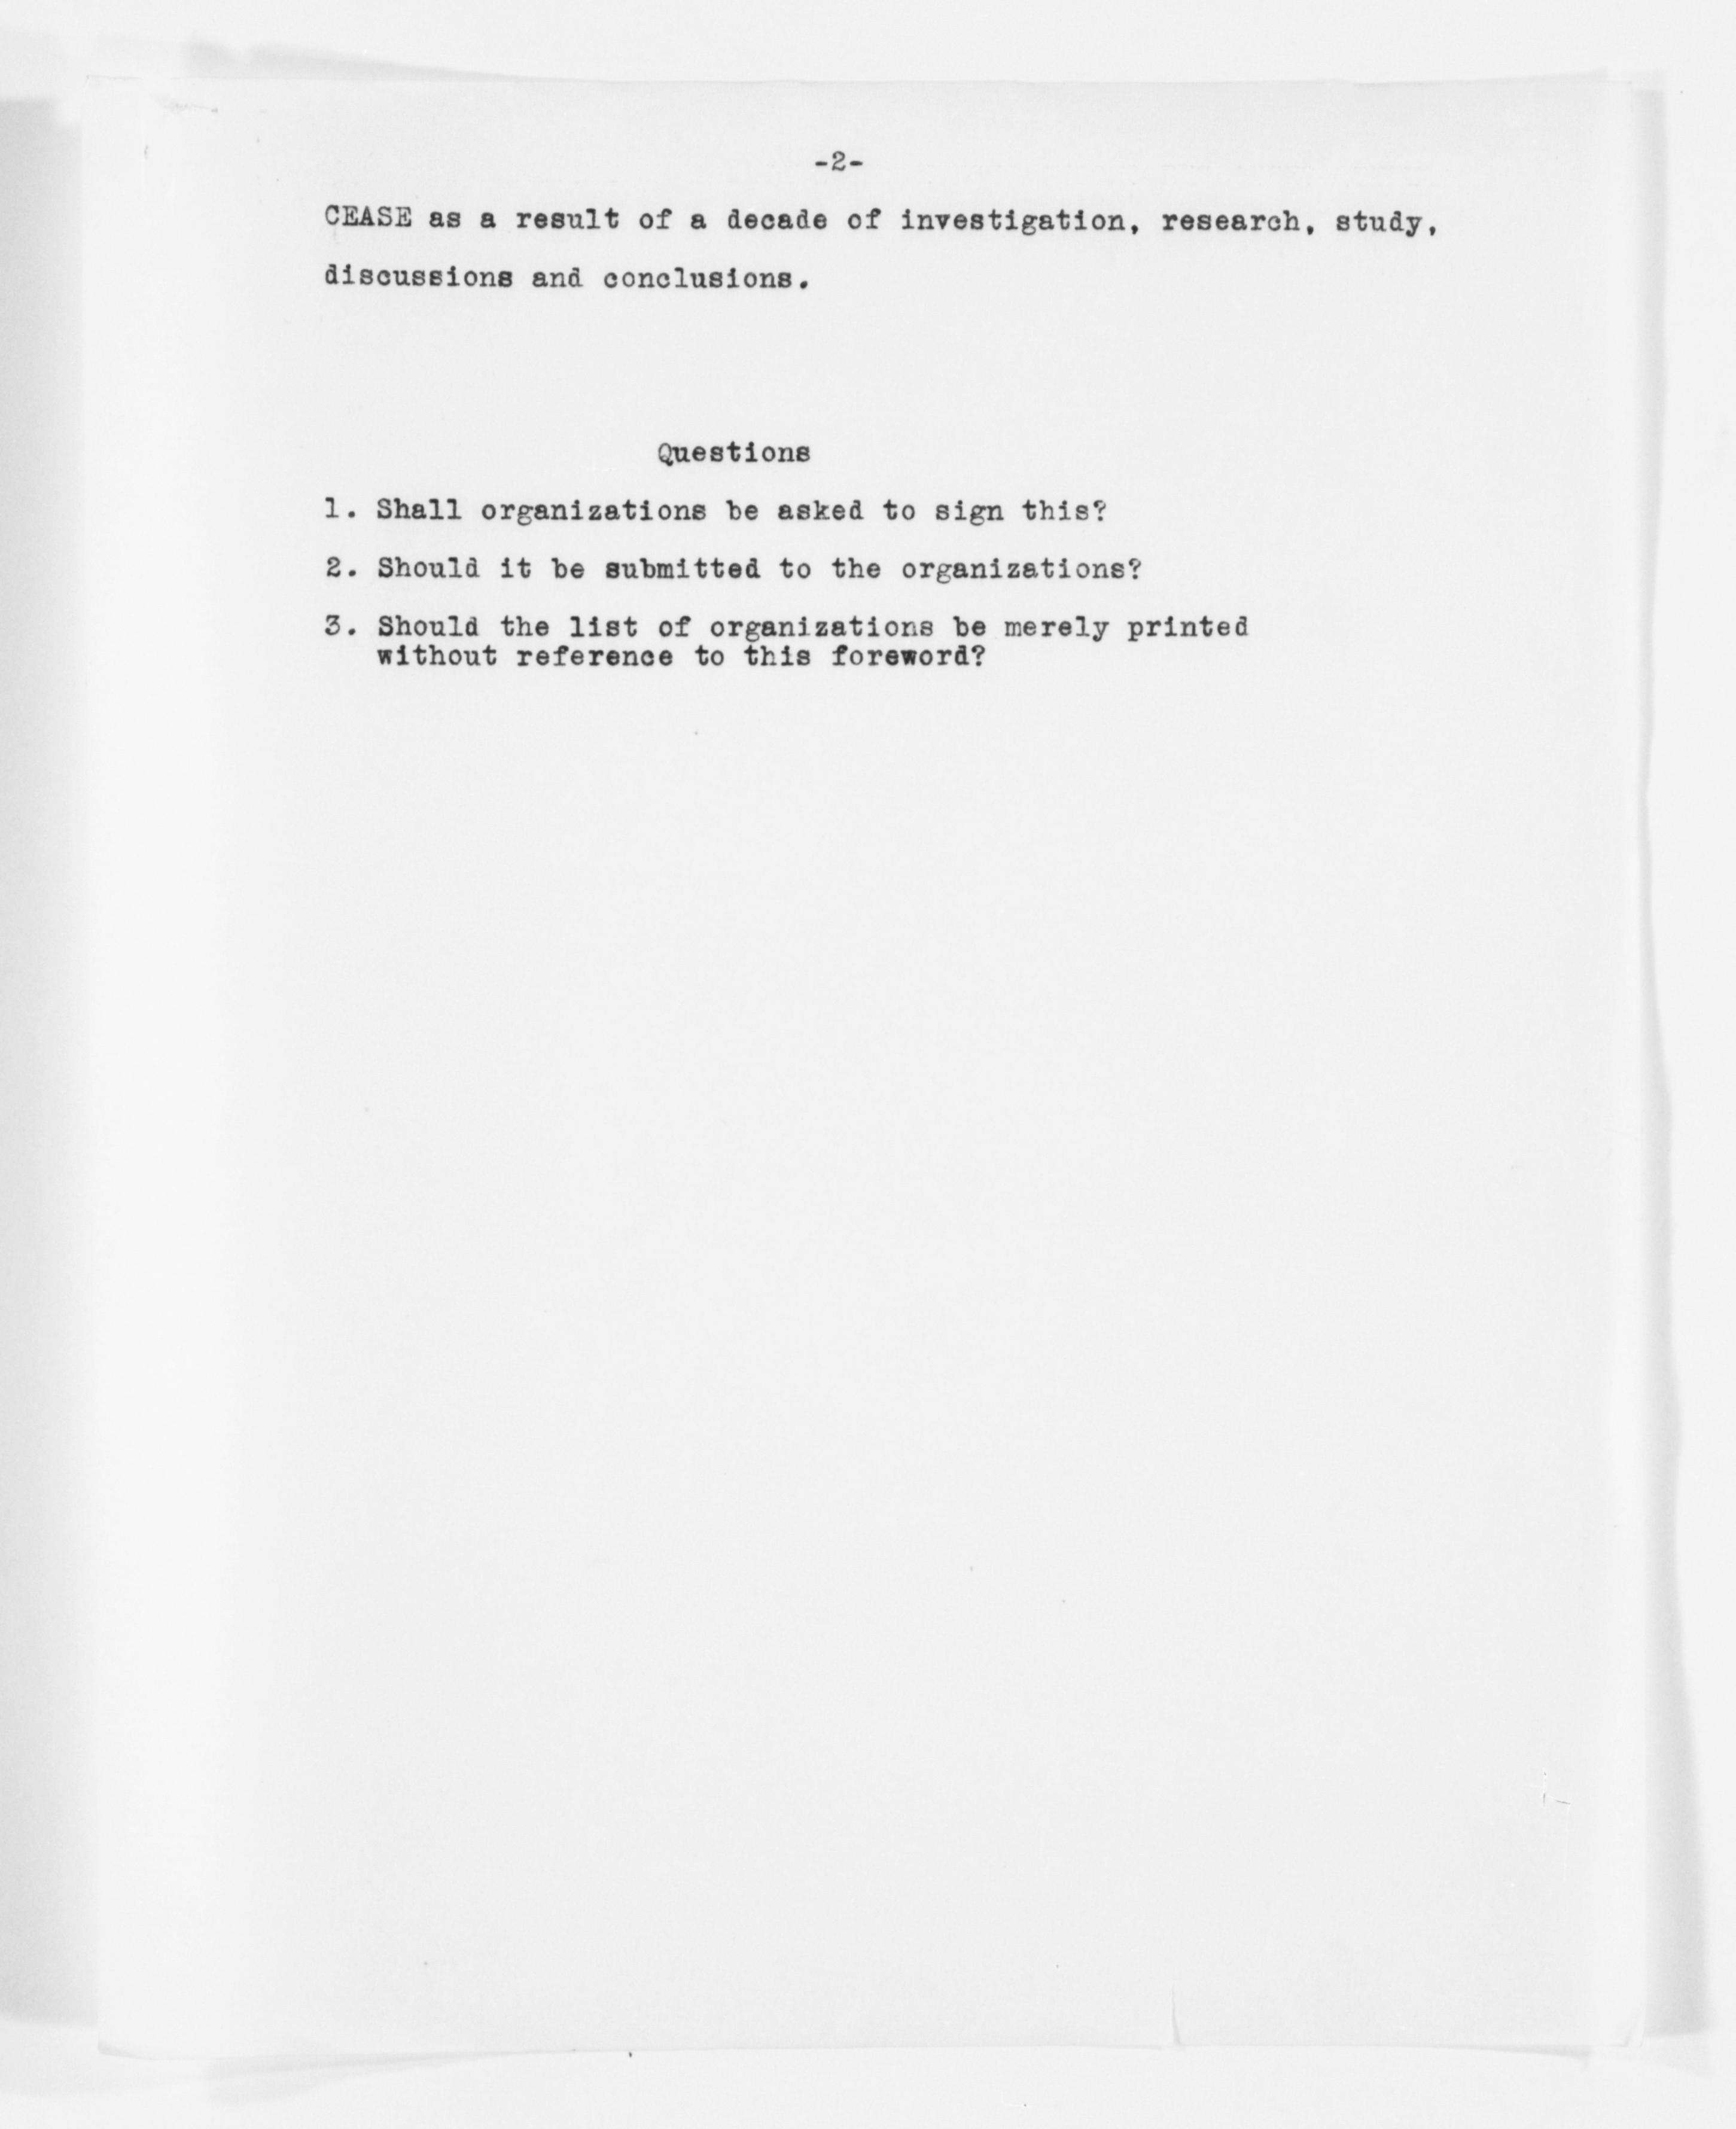 -2-
CEASE as a result of a decade of investigation, research, study,
discussions and conclusions.
Questions
1. Shall organizations be asked to sign this?
2. Should it be submitted to the organizations?
3. Should the list of organizations be merely printed
without reference to this foreword?